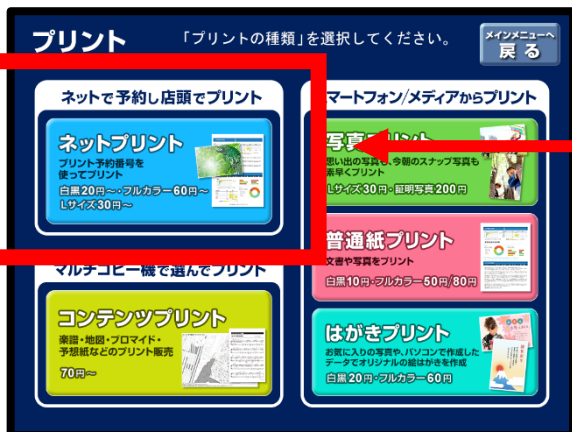 プリント
「プリントの種類」を選択してください。
メインメニューへ
戻る
ネットで予約し店頭でプリント
ネットプリント
プリント予約番号を
使ってプリント
白黒20円～・フルカラー60円～
Lサイズ30円～
マルチコピー機で選んでプリント
コンテンツプリント
楽譜・地図・ブロマイド・
予想紙などのプリント販売
70円～
スマートフォン/メディアからプリント
写真プリント
思い出の写真も、今朝のスナップ写真も
素早くプリント
Lサイズ30円・証明写真200円
普通紙プリント
文書や写真をプリント
白黒10円・フルカラー50円/80円
はがきプリント
お気に入りの写真や、パソコンで作成した
データでオリジナルの絵はがきを作成
白黒20円・フルカラー60円